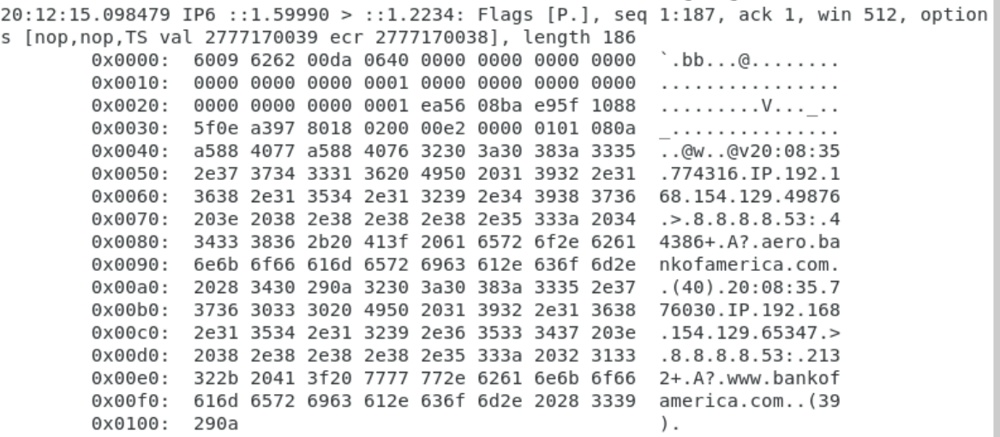 20:12:15.098479 IP6 ::1.59990 > ::1.2234: Flags [P.], seq 1:187, ack 1, win 512, option
s [nop,nop,TS val 2777170039 ecr 2777170038], length 186
0x0000: 6009 6262 00da 0640 0000 0000 0000 0000 `.bb...@........
0x0010: 0000 0000 0000 0001 0000 0000 0000 0000 ................
0x0020: 0000 0000 0000 0001 ea56 08ba e95f 1088 .........V..._..
0x0030: 5f0e a397 8018 0200 00e2 0000 0101 080a _...............
0x0040: a588 4077 a588 4076 3230 3a30 383a 3335 ..@w..@v20:08:35
0x0050: 2e37 3734 3331 3620 4950 2031 3932 2e31 .774316.IP.192.1
0x0060: 3638 2e31 3534 2e31 3239 2e34 3938 3736 68.154.129.49876
0x0070: 203e 2038 2e38 2e38 2e38 2e35 333a 2034 .>.8.8.8.8.53:.4
0x0080: 3433 3836 2b20 413f 2061 6572 6f2e 6261 4386+.A?.aero.ba
0x0090: 6e6b 6f66 616d 6572 6963 612e 636f 6d2e nkofamerica.com.
0x00a0: 2028 3430 290a 3230 3a30 383a 3335 2e37 .(40).20:08:35.7
0x00b0: 3736 3033 3020 4950 2031 3932 2e31 3638 76030.IP.192.168
0x00c0: 2e31 3534 2e31 3239 2e36 3533 3437 203e .154.129.65347.>
0x00d0: 2038 2e38 2e38 2e38 2e35 333a 2032 3133 .8.8.8.8.53:.213
0x00e0: 322b 2041 3f20 7777 772e 6261 6e6b 6f66 2+.A?.www.bankof
0x00f0: 616d 6572 6963 612e 636f 6d2e 2028 3339 america.com..(39
0x0100: 290a ).